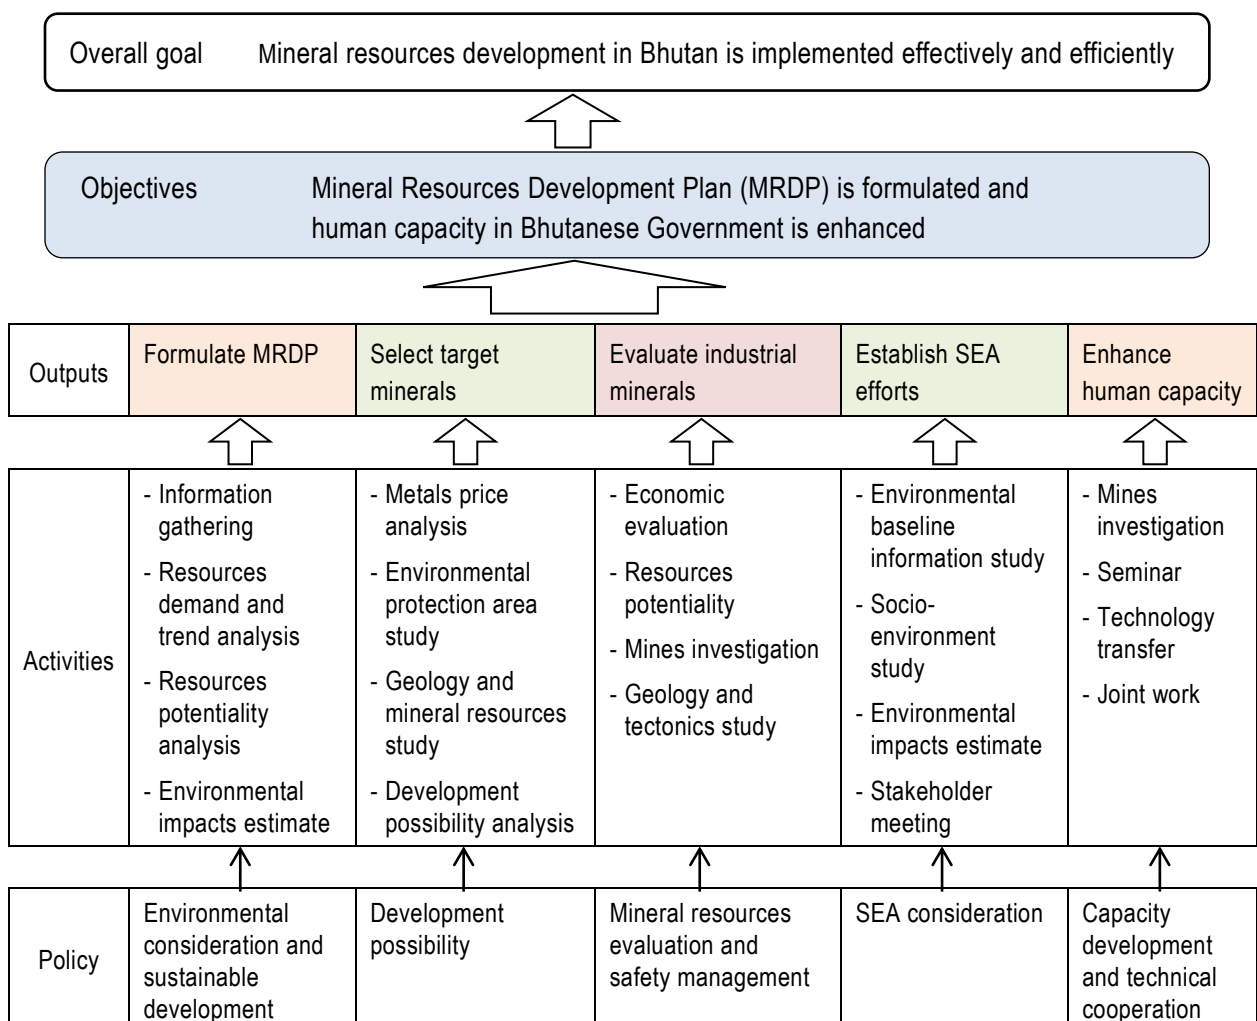 Overall goal Mineral resources development in Bhutan is implemented effectively and efficiently
Objectives Mineral Resources Development Plan (MRDP) is formulated and
human capacity in Bhutanese Government is enhanced
Outputs
Formulate MRDP
Select target
minerals
Evaluate industrial
minerals
Establish SEA
efforts
Enhance
human capacity
Activities
- Information
gathering
- Resources
demand and
trend analysis
- Resources
potentiality
analysis
- Environmental
impacts estimate
- Metals price
analysis
- Environmental
protection area
study
- Geology and
mineral resources
study
- Development
possibility analysis
- Economic
evaluation
- Resources
potentiality
- Mines investigation
- Geology and
tectonics study
- Environmental
baseline
information study
- Socio-
environment
study
- Environmental
impacts estimate
- Stakeholder
meeting
- Mines
investigation
- Seminar
- Technology
transfer
- Joint work
Policy
Environmental
consideration and
sustainable
development
Development
possibility
Mineral resources
evaluation and
safety management
SEA consideration
Capacity
development
and technical
cooperation